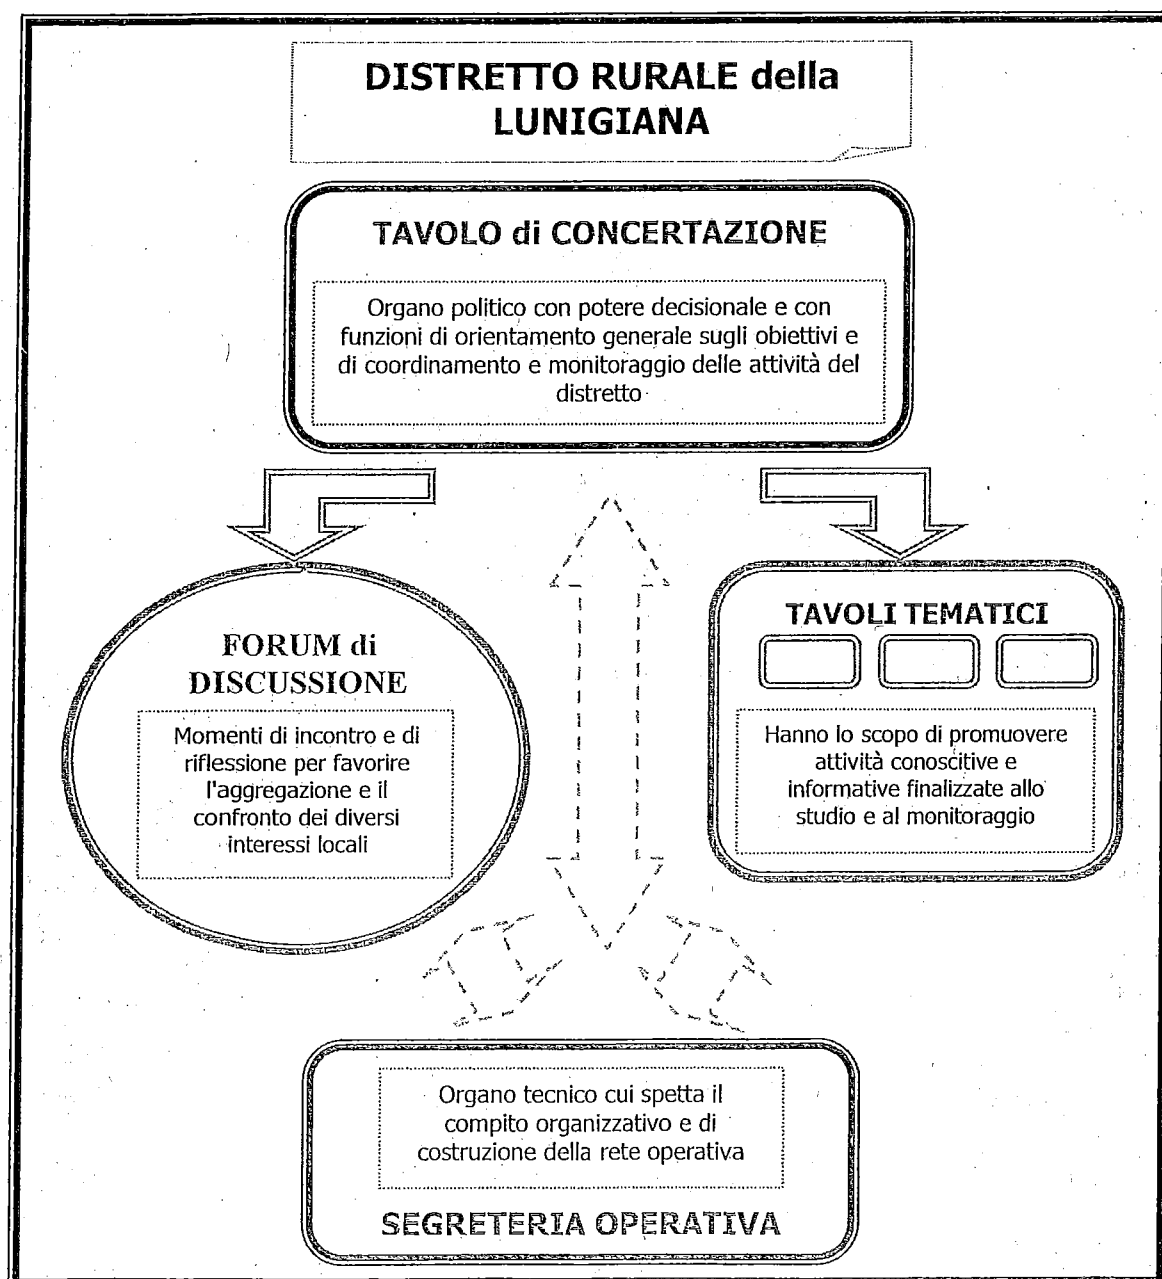 DISTRETTO RURALE della
LUNIGIANA
TAVOLO di CONCERTAZIONE
Organo politico con potere decisionale e con
funzioni di orientamento generale sugli obiettivi e
di coordinamento e monitoraggio delle attività del
distretto
FORUM di
DISCUSSIONE
Momenti di incontro e di
riflessione per favorire
l'aggregazione e il
confronto dei diversi
interessi locali
TAVOLI TEMATICI
Hanno lo scopo di promuovere
attività conoscitive e
informative finalizzate allo
studio e al monitoraggio
Organo tecnico cui spetta il
compito organizzativo e di
costruzione della rete operativa
SEGRETERIA OPERATIVA